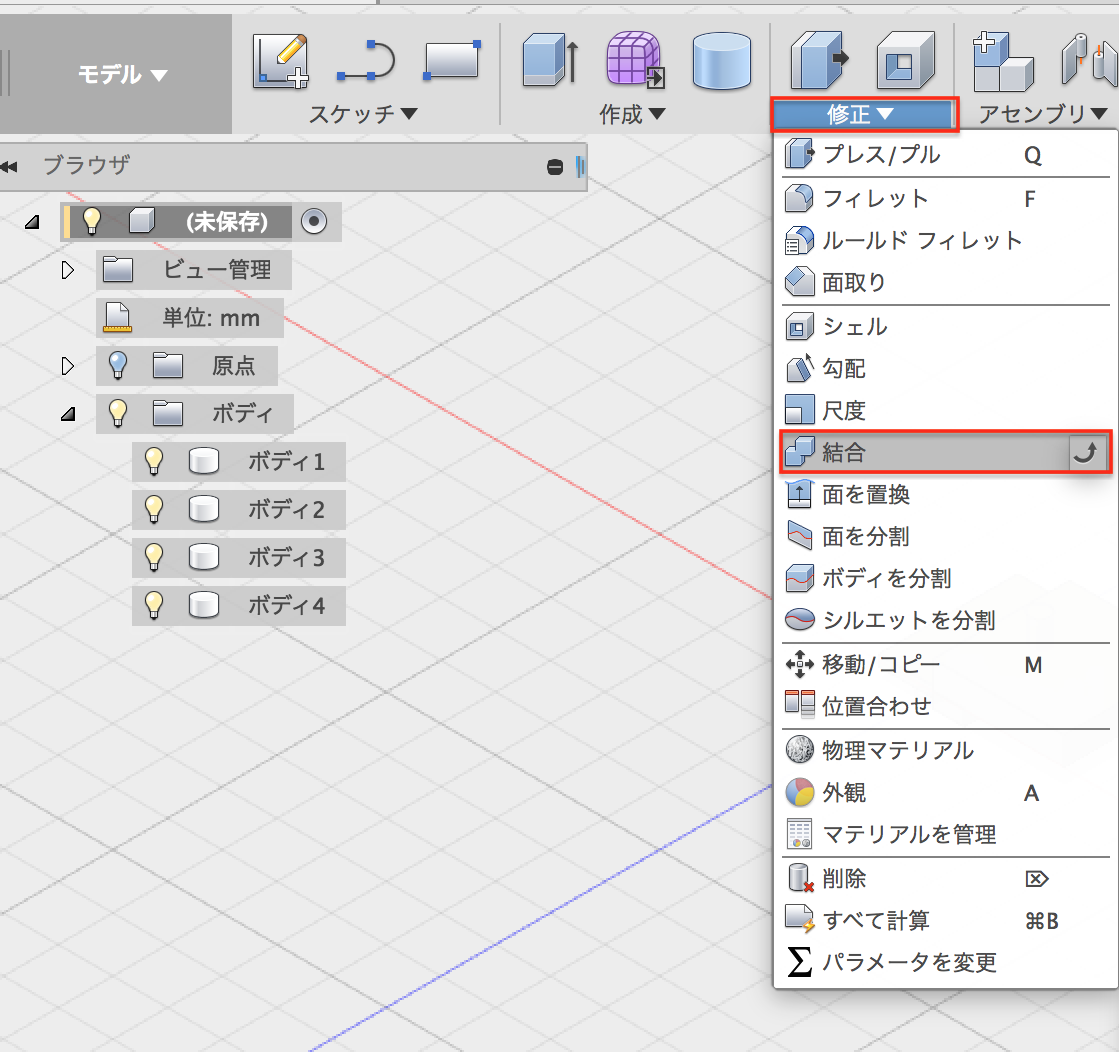 モデル ▼
スケッチ ▼
作成 ▼
修正 ▼
アセンブリ ▼
ブラウザ
(未保存)
ビュー管理
単位: mm
原点
ボディ
ボディ1
ボディ2
ボディ3
ボディ4
プレス/プル Q
フィレット F
ルールド フィレット
面取り
シェル
勾配
尺度
結合
面を置換
面を分割
ボディを分割
シルエットを分割
移動/コピー M
位置合わせ
物理マテリアル
外観 A
マテリアルを管理
削除 ⌦
すべて計算 ⌘B
パラメータを変更